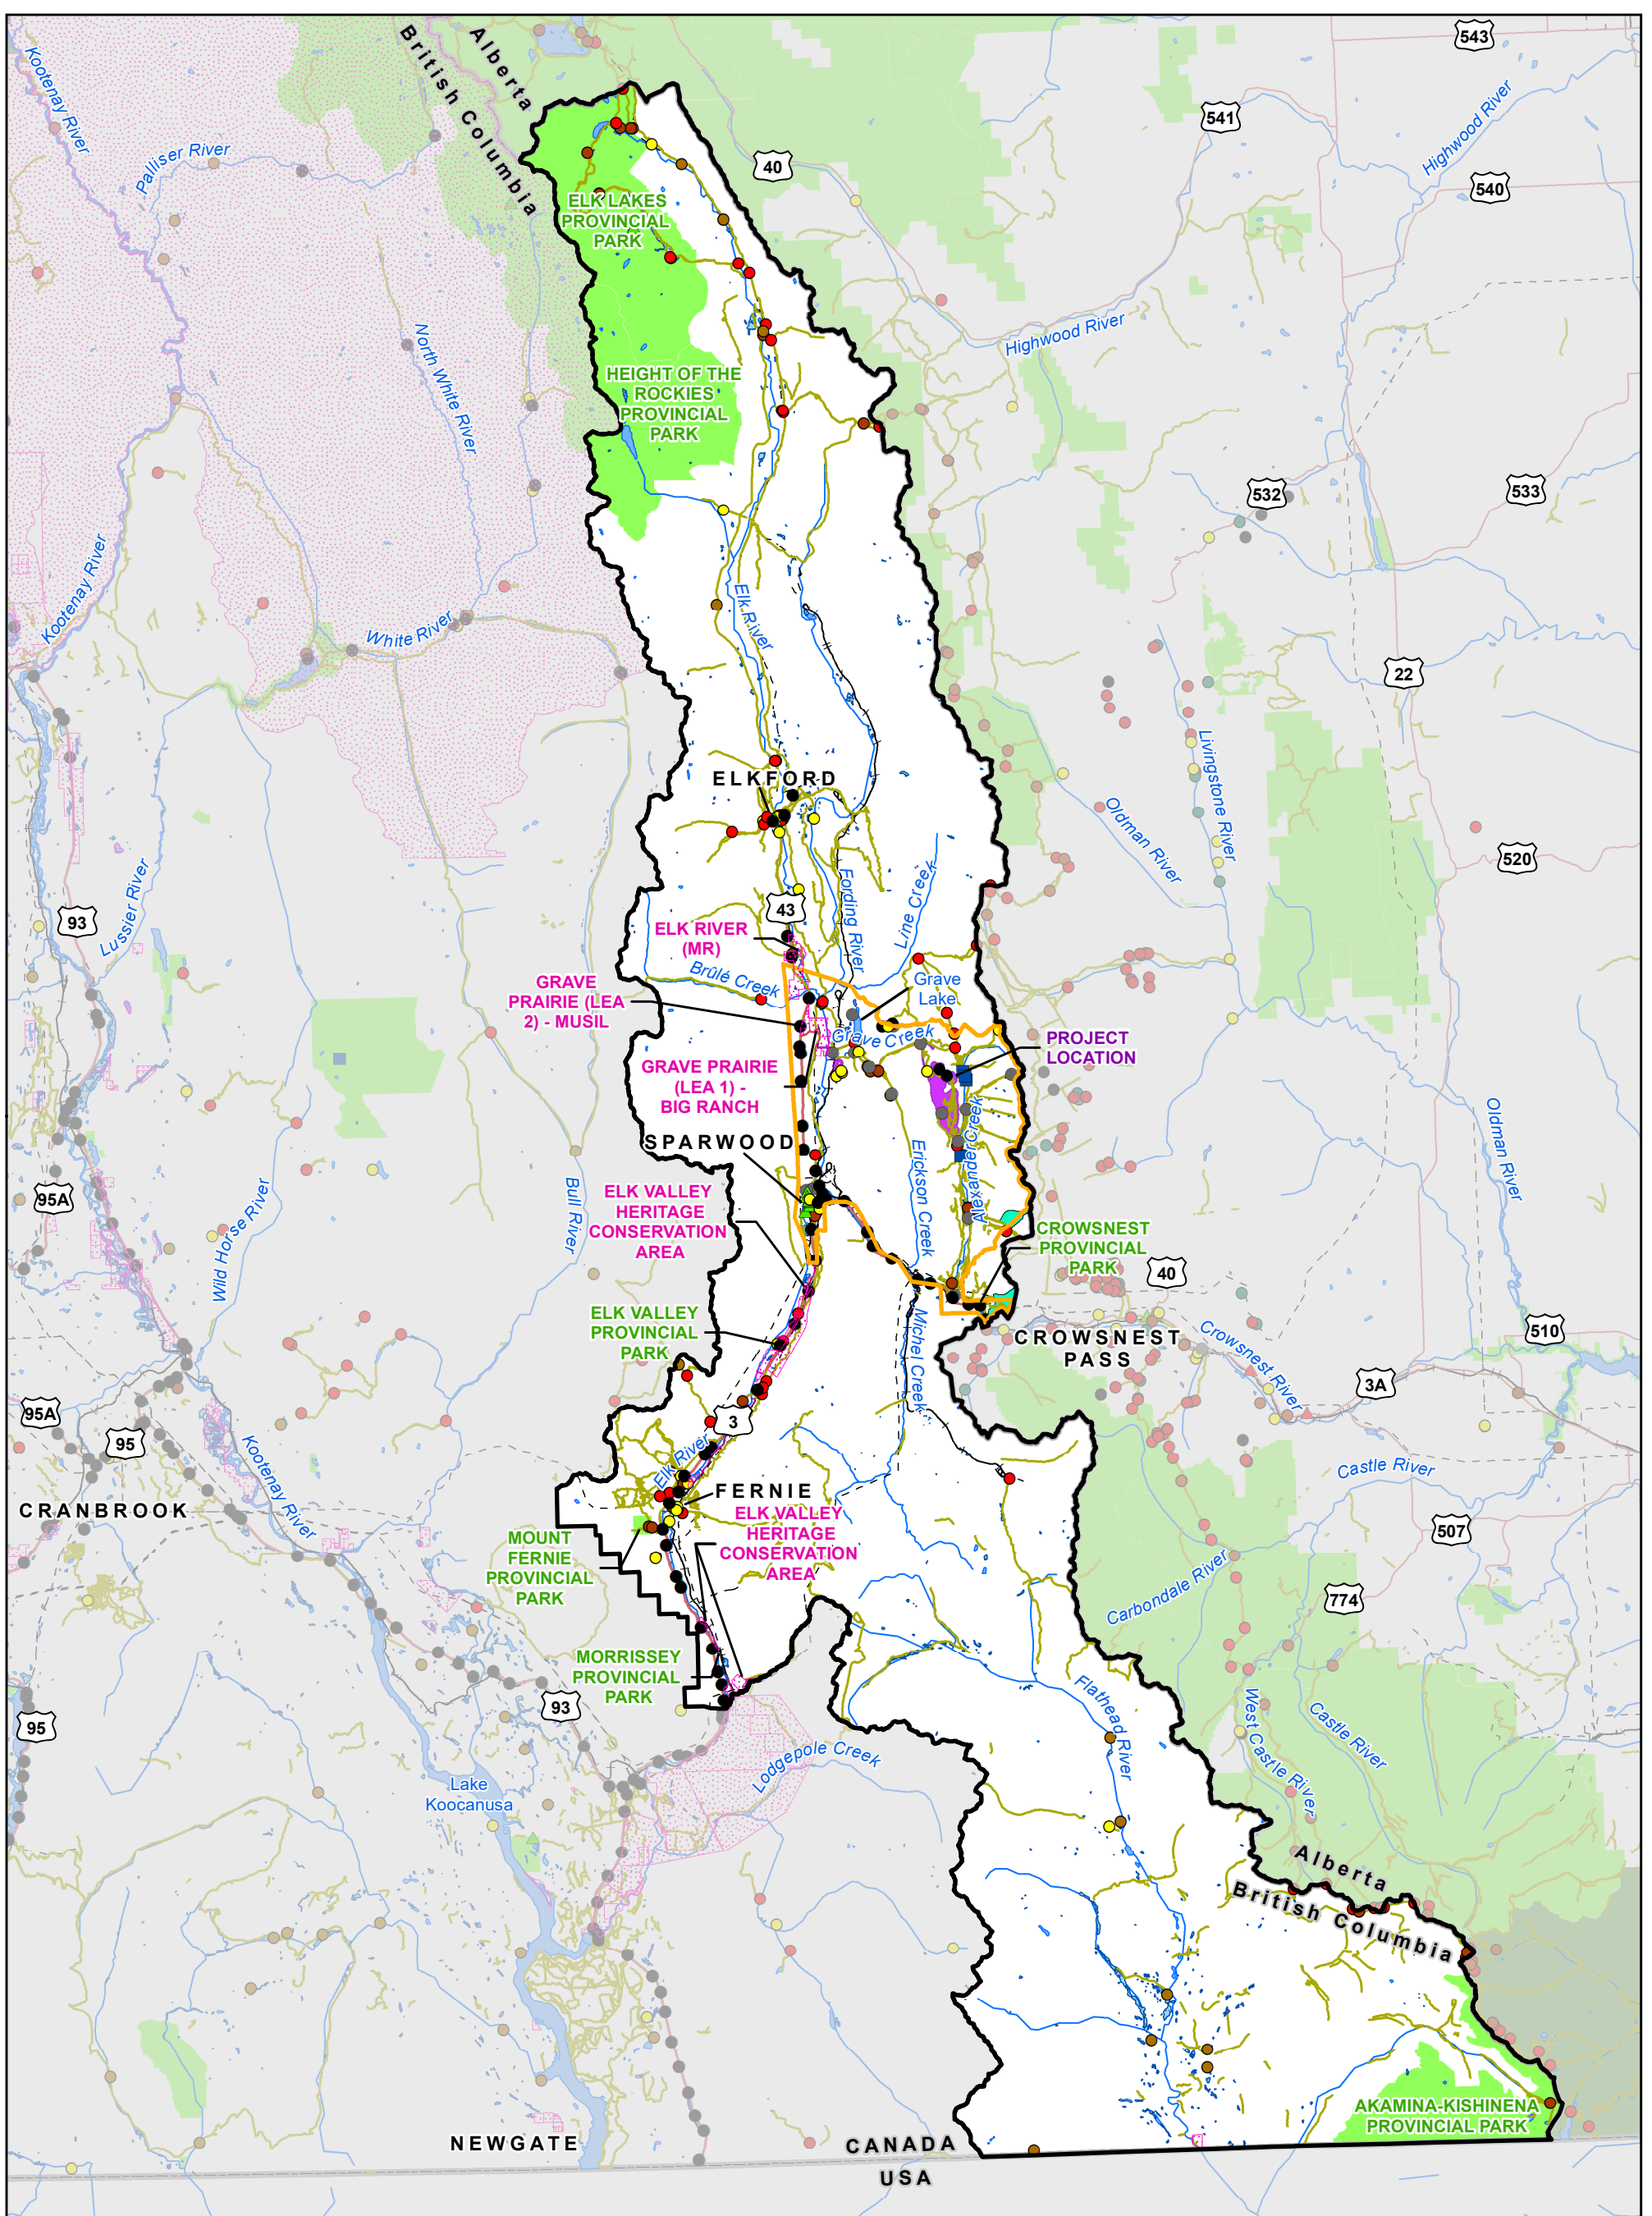 543
Alberta
British Columbia
Kootenay River
541
Highwood River
Palliser River
40
540
ELK LAKES
PROVINCIAL
PARK
Highwood River
North White River
HEIGHT OF THE
ROCKIES
PROVINCIAL
PARK
532
533
Kootenay River
White River
Elk River
22
Livingstone River
ELKFORD
Oldman River
520
Lussier River
93
43
Fording River
Line Creek
ELK RIVER
(MR)
Brûlé Creek
GRAVE
PRAIRIE (LEA
2) - MUSIL
Grave
Lake
Grave Creek
PROJECT
LOCATION
GRAVE PRAIRIE
(LEA 1) -
BIG RANCH
Alexander Creek
Oldman River
SPARWOOD
Erickson Creek
95A
Wild Horse River
Bull River
ELK VALLEY
HERITAGE
CONSERVATION
AREA
CROWSNEST
PROVINCIAL
PARK
40
ELK VALLEY
PROVINCIAL
PARK
Michel Creek
CROWSNEST
PASS
Crowsnest River
510
3A
95A
95
3
Elk River
Kootenay River
Castle River
CRANBROOK
FERNIE
ELK VALLEY
HERITAGE
CONSERVATION
AREA
507
MOUNT
FERNIE
PROVINCIAL
PARK
Carbondale River
774
MORRISSEY
PROVINCIAL
PARK
93
95
Flathead River
West Castle River
Castle River
Lodgepole Creek
Lake
Koocanusa
Alberta
British Columbia
AKAMINA-KISHINENA
PROVINCIAL PARK
NEWGATE
CANADA
USA